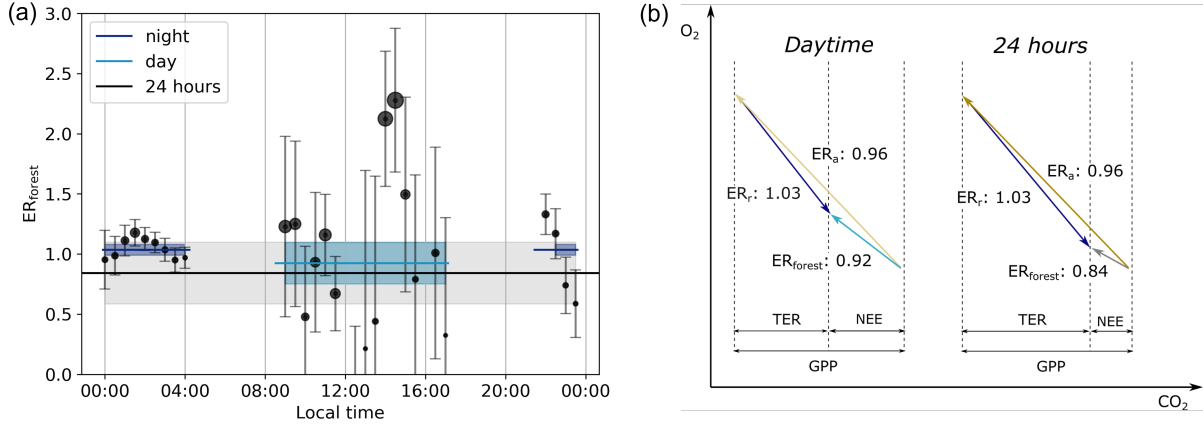 (a)
3.0
2.5
2.0
1.5
1.0
0.5
0.0
ER_forest
night
day
24 hours
00:00 04:00 08:00 12:00 16:00 20:00 00:00
Local time
(b)
O₂
Daytime
24 hours
ERₐ: 0.96
ERᵣ: 1.03
ER_forest: 0.92
TER NEE
GPP
ERₐ: 0.96
ERᵣ: 1.03
ER_forest: 0.84
TER NEE
GPP
CO₂